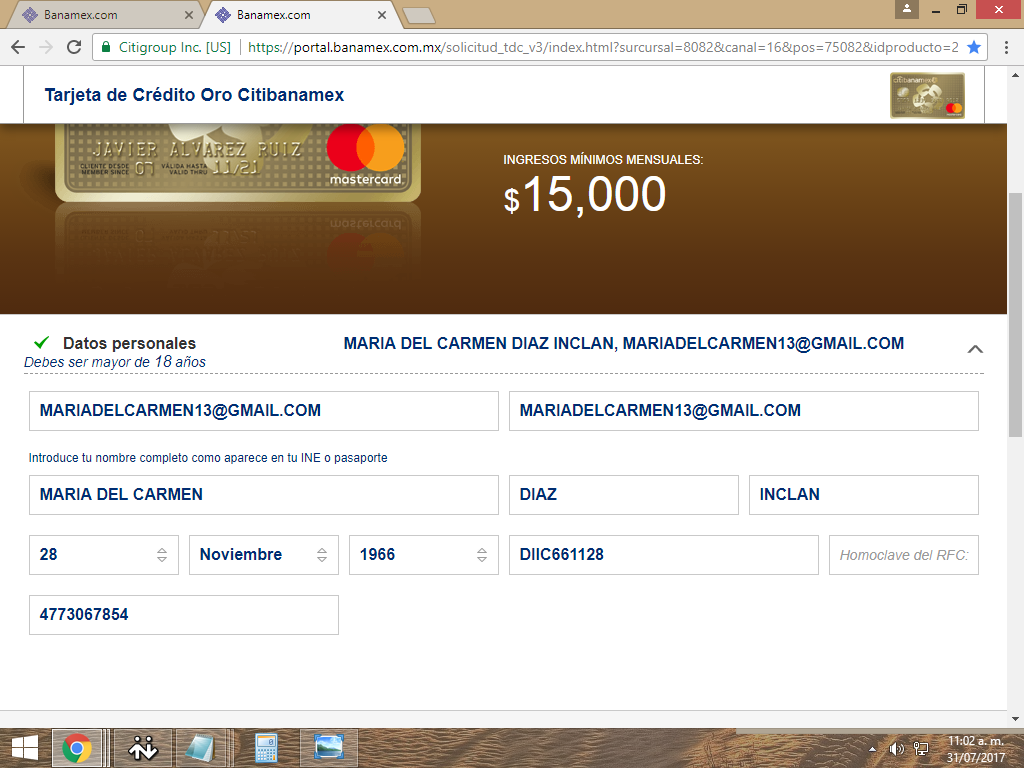 Banamex.com
Banamex.com
Citigroup Inc. [US]
https://portal.banamex.com.mx/solicitud_tdc_v3/index.html?surcursal=8082&canal=16&pos=75082&idproducto=2
Tarjeta de Crédito Oro Citibanamex
citibanamex
JAVIER ALVAREZ RUIZ
CLIENTE DESDE
MEMBER SINCE
07
VÁLIDA HASTA
VALID THRU
11/21
mastercard.
INGRESOS MÍNIMOS MENSUALES:
$15,000
Datos personales
MARIA DEL CARMEN DIAZ INCLAN, MARIADELCARMEN13@GMAIL.COM
Debes ser mayor de 18 años
MARIADELCARMEN13@GMAIL.COM
MARIADELCARMEN13@GMAIL.COM
Introduce tu nombre completo como aparece en tu INE o pasaporte
MARIA DEL CARMEN
DIAZ
INCLAN
28
Noviembre
1966
DIIC661128
Homoclave del RFC:
4773067854
11:02 a. m.
31/07/2017